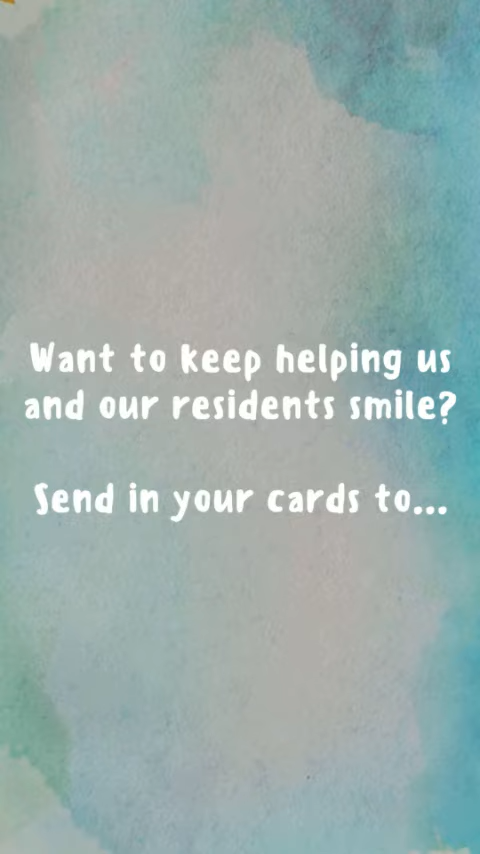 Want to keep helping us
and our residents smile?
Send in your cards to...